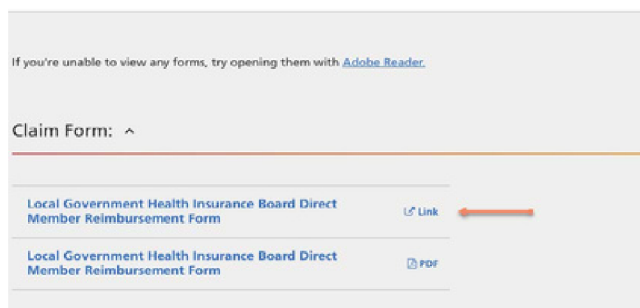 If you're unable to view any forms, try opening them with Adobe Reader.
Claim Form:
Local Government Health Insurance Board Direct
Member Reimbursement Form
Link
Local Government Health Insurance Board Direct
Member Reimbursement Form
PDF